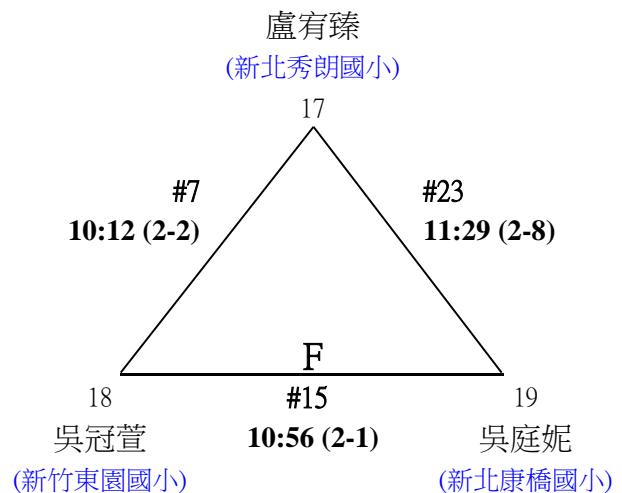 盧宥臻
(新北秀朗國小)
17
#7
10:12 (2-2)
#23
11:29 (2-8)
F
18
#15
19
吳冠萱
10:56 (2-1)
吳庭妮
(新竹東園國小)
(新北康橋國小)